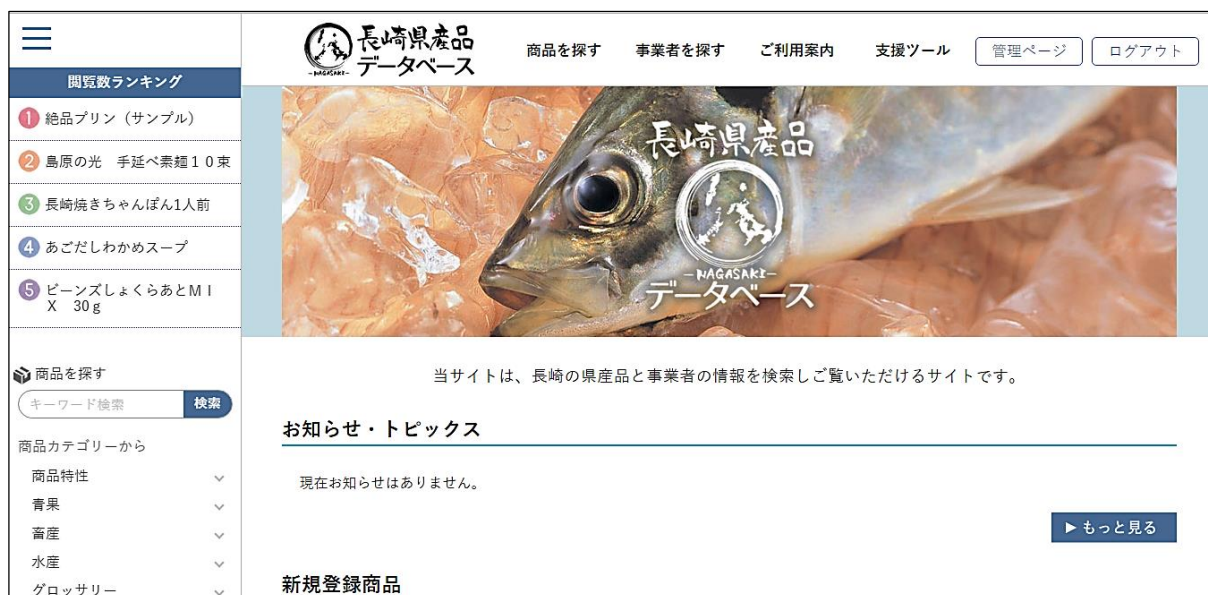 長崎県産品
-NAGASAKI-
データベース
商品を探す
事業者を探す
ご利用案内
支援ツール
管理ページ
ログアウト
閲覧数ランキング
1 絶品プリン（サンプル）
2 島原の光　手延べ素麺１０束
3 長崎焼きちゃんぽん1人前
4 あごだしわかめスープ
5 ビーンズしょくらあとＭＩ
Ｘ　30ｇ
商品を探す
キーワード検索
検索
商品カテゴリーから
商品特性
青果
畜産
水産
グロッサリー
長崎県産品
-NAGASAKI-
データベース
当サイトは、長崎の県産品と事業者の情報を検索しご覧いただけるサイトです。
お知らせ・トピックス
現在お知らせはありません。
▶もっと見る
新規登録商品